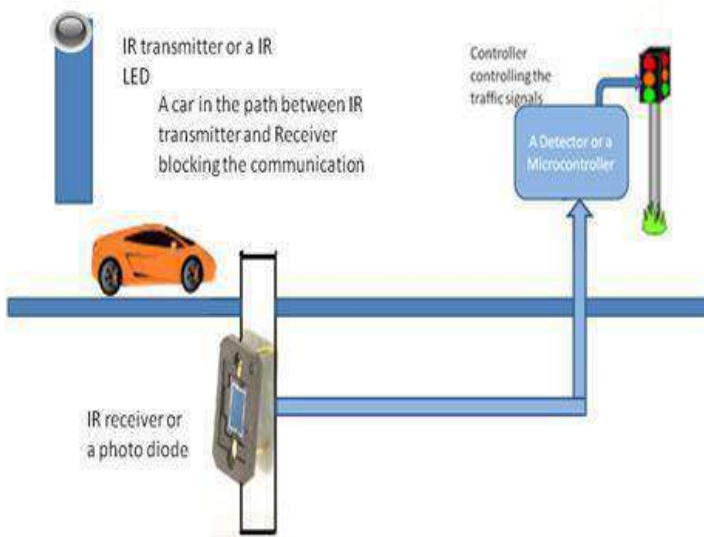 IR transmitter or a IR
LED
A car in the path between IR
transmitter and Receiver
blocking the communication
Controller
controlling the
traffic signals
A Detector or a
Microcontroller
IR receiver or
a photo diode